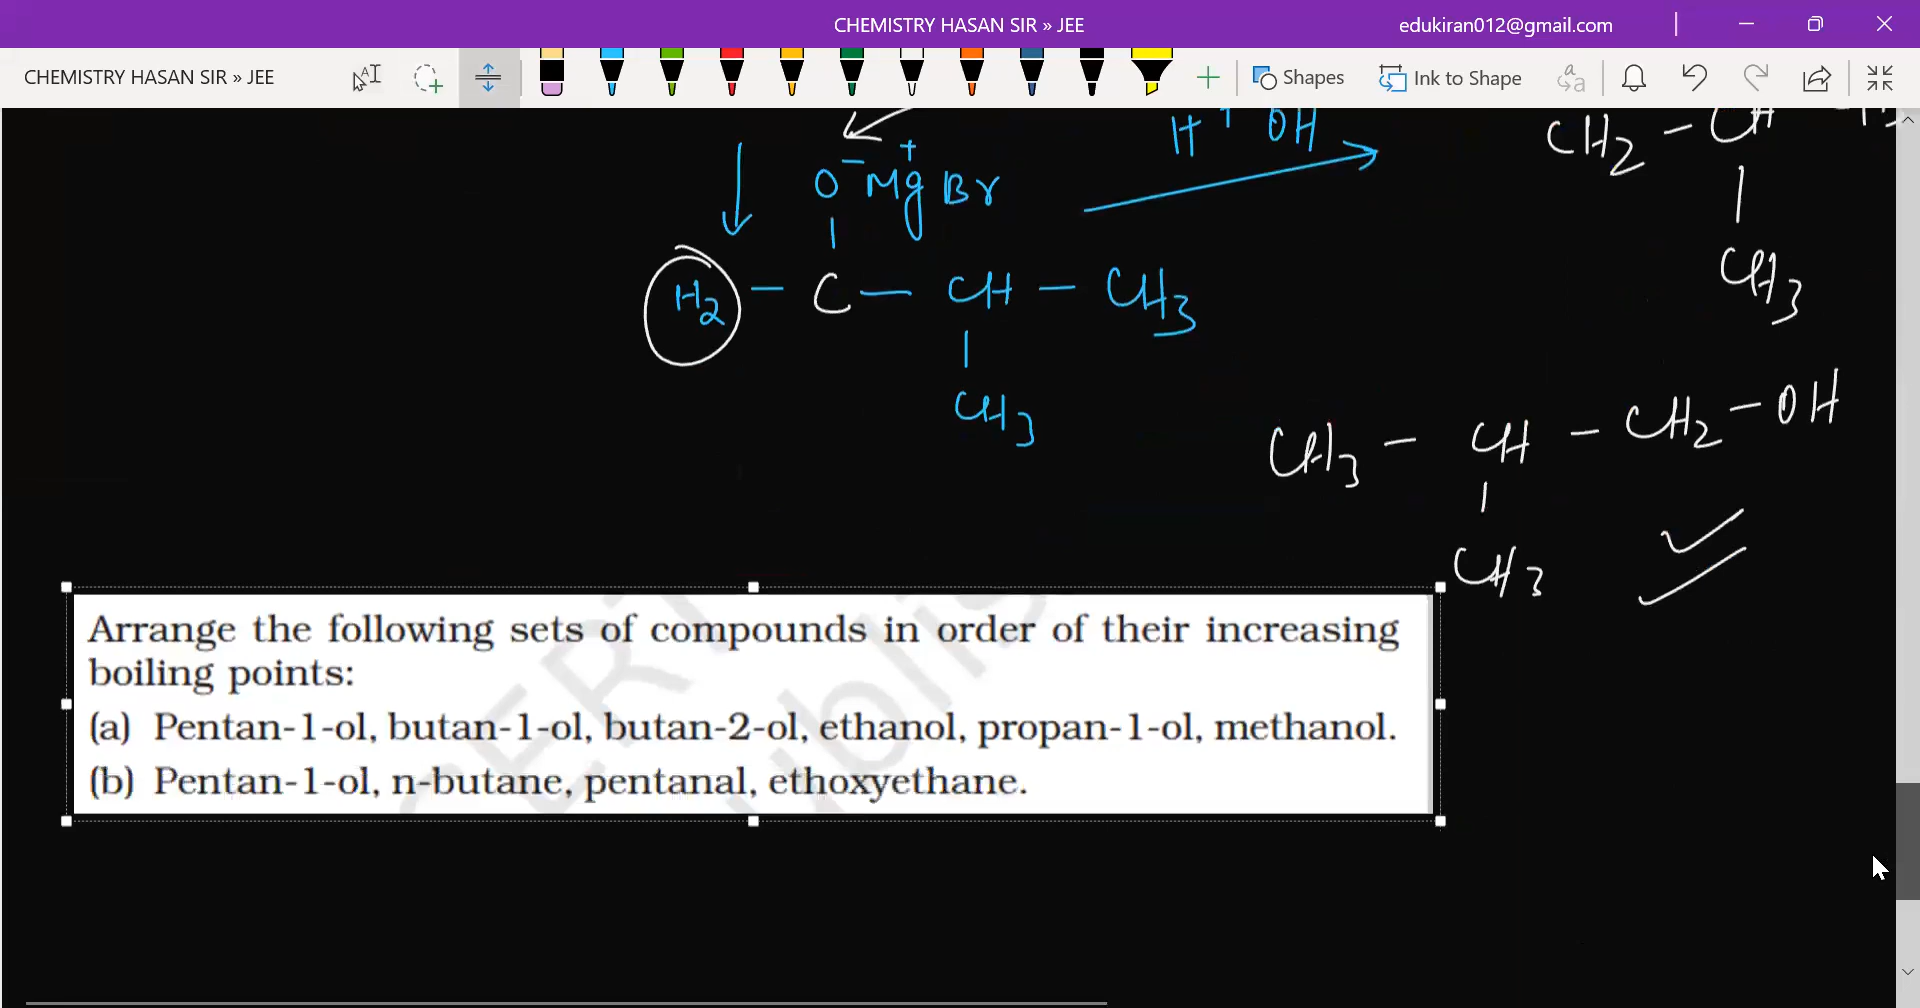 CHEMISTRY HASAN SIR » JEE
edukiran012@gmail.com
CHEMISTRY HASAN SIR » JEE
Shapes
Ink to Shape
H⁺ OH
CH₂ – CH
O⁻ Mg⁺ Br
CH₃
H₂ – C – CH – CH₃
CH₃
CH₃ – CH – CH₂ – OH
CH₃
Arrange the following sets of compounds in order of their increasing
boiling points:
(a) Pentan-1-ol, butan-1-ol, butan-2-ol, ethanol, propan-1-ol, methanol.
(b) Pentan-1-ol, n-butane, pentanal, ethoxyethane.